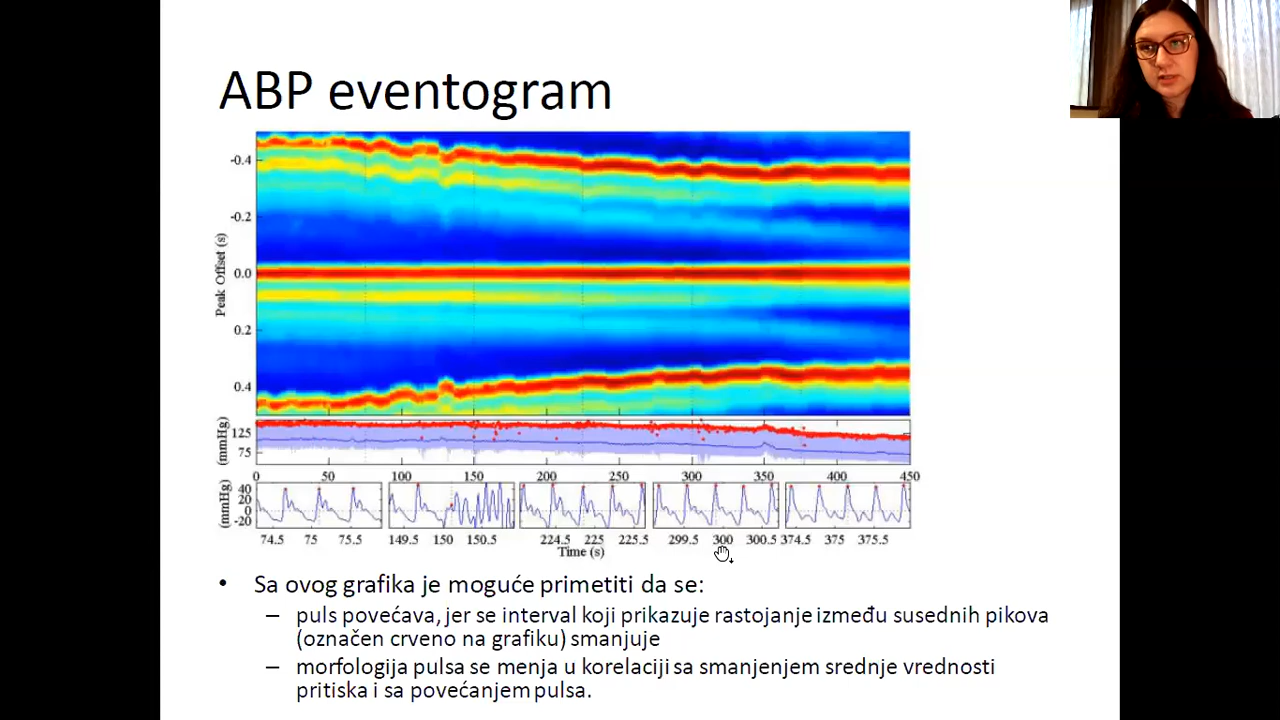 ABP eventogram
-0.4
-0.2
Peak Offset (s)
0.0
0.2
0.4
(mmHg)
125
75
0 50 100 150 200 250 300 350 400 450
(mmHg)
40
20
0
-20
74.5 75 75.5 149.5 150 150.5 224.5 225 225.5 299.5 300 300.5 374.5 375 375.5
Time (s)
• Sa ovog grafika je moguće primetiti da se:
– puls povećava, jer se interval koji prikazuje rastojanje između susednih pikova
(označen crveno na grafiku) smanjuje
– morfologija pulsa se menja u korelaciji sa smanjenjem srednje vrednosti
pritiska i sa povećanjem pulsa.